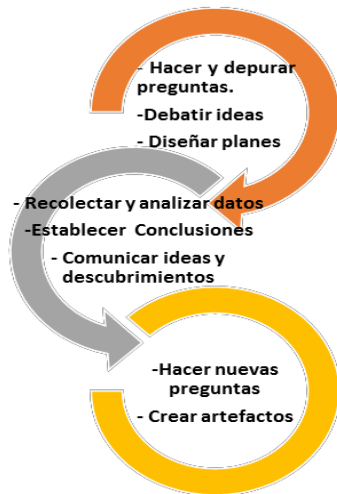 - Hacer y depurar
preguntas.
-Debatir ideas
- Diseñar planes
- Recolectar y analizar datos
-Establecer Conclusiones
- Comunicar ideas y
descubrimientos
-Hacer nuevas
preguntas
- Crear artefactos